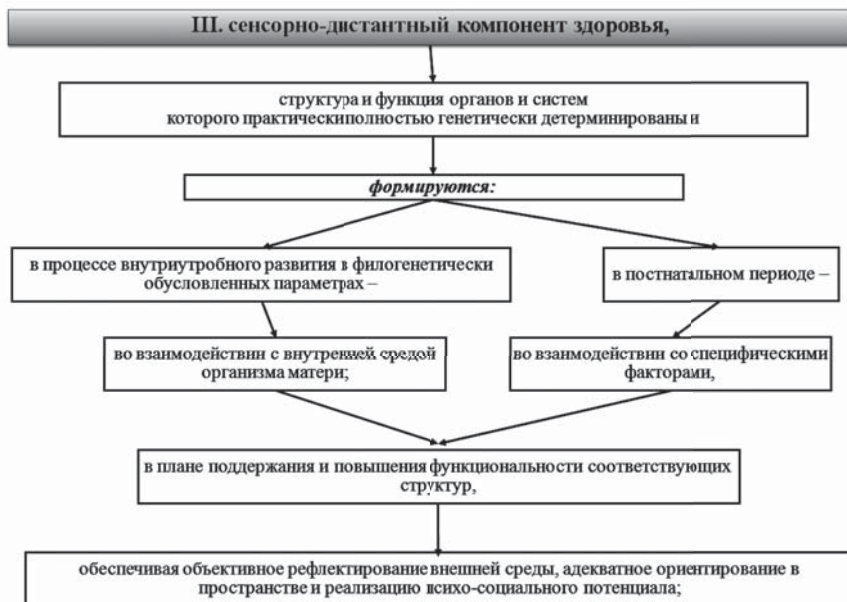 III. сенсорно-дистантный компонент здоровья,
структура и функция органов и систем
которого практически полностью генетически детерминированы и
формируются:
в процессе внутриутробного развития в филогенетически
обусловленных параметрах –
в постнатальном периоде –
во взаимодействии с внутренней средой
организма матери;
во взаимодействии со специфическими
факторами,
в плане поддержания и повышения функциональности соответствующих
структур,
обеспечивая объективное рефлектирование внешней среды, адекватное ориентирование в
пространстве и реализацию психо-социального потенциала;